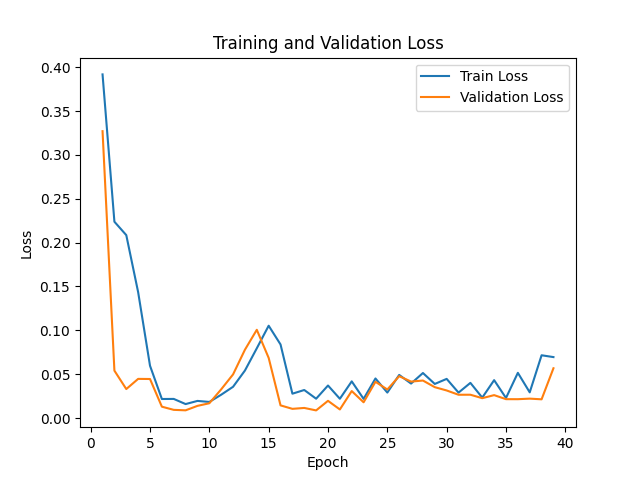 Training and Validation Loss
Train Loss
Validation Loss
0.40
0.35
0.30
0.25
0.20
0.15
0.10
0.05
0.00
Loss
0 5 10 15 20 25 30 35 40
Epoch